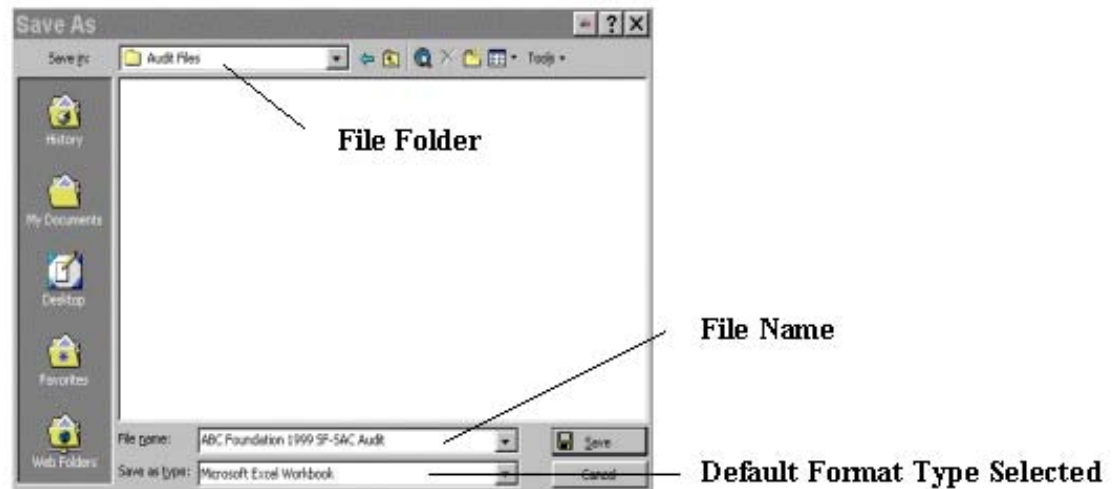 Save As
Save in:
Audit Files
Tools
File Folder
History
My Documents
Desktop
Favorites
Web Folders
File Name
File name:
ABC Foundation 1999 SF-SAC Audit
Save
Save as type:
Microsoft Excel Workbook
Cancel
Default Format Type Selected